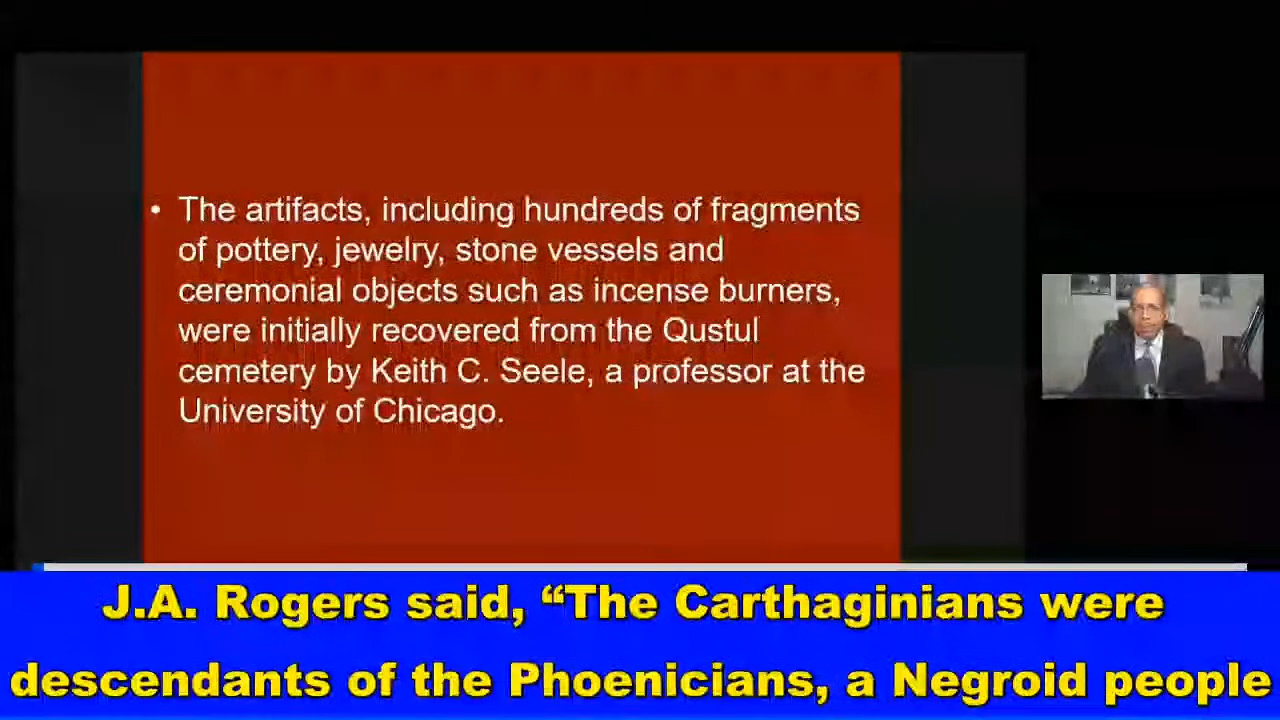 • The artifacts, including hundreds of fragments
of pottery, jewelry, stone vessels and
ceremonial objects such as incense burners,
were initially recovered from the Qustul
cemetery by Keith C. Seele, a professor at the
University of Chicago.
J.A. Rogers said, “The Carthaginians were
descendants of the Phoenicians, a Negroid people